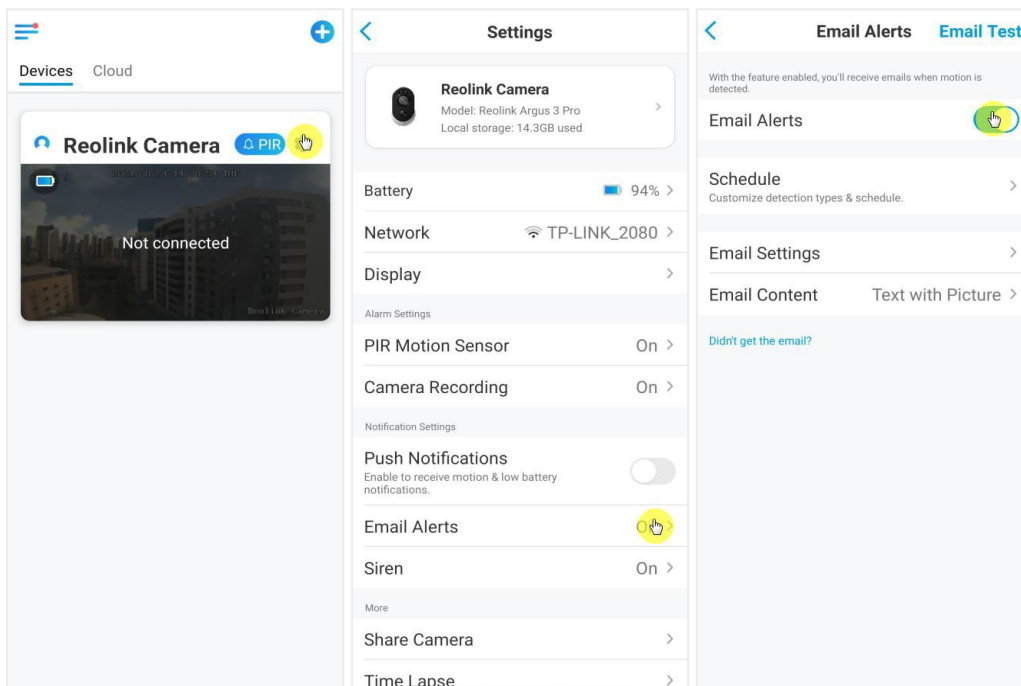 Devices
Cloud
Reolink Camera
PIR
Not connected
Reolink Camera
Settings
Reolink Camera
Model: Reolink Argus 3 Pro
Local storage: 14.3GB used
Battery
94%
Network
TP-LINK_2080
Display
Alarm Settings
PIR Motion Sensor
On
Camera Recording
On
Notification Settings
Push Notifications
Enable to receive motion & low battery
notifications.
Email Alerts
Siren
On
More
Share Camera
Time Lapse
Email Alerts
Email Test
With the feature enabled, you'll receive emails when motion is
detected.
Email Alerts
Schedule
Customize detection types & schedule.
Email Settings
Email Content
Text with Picture
Didn't get the email?